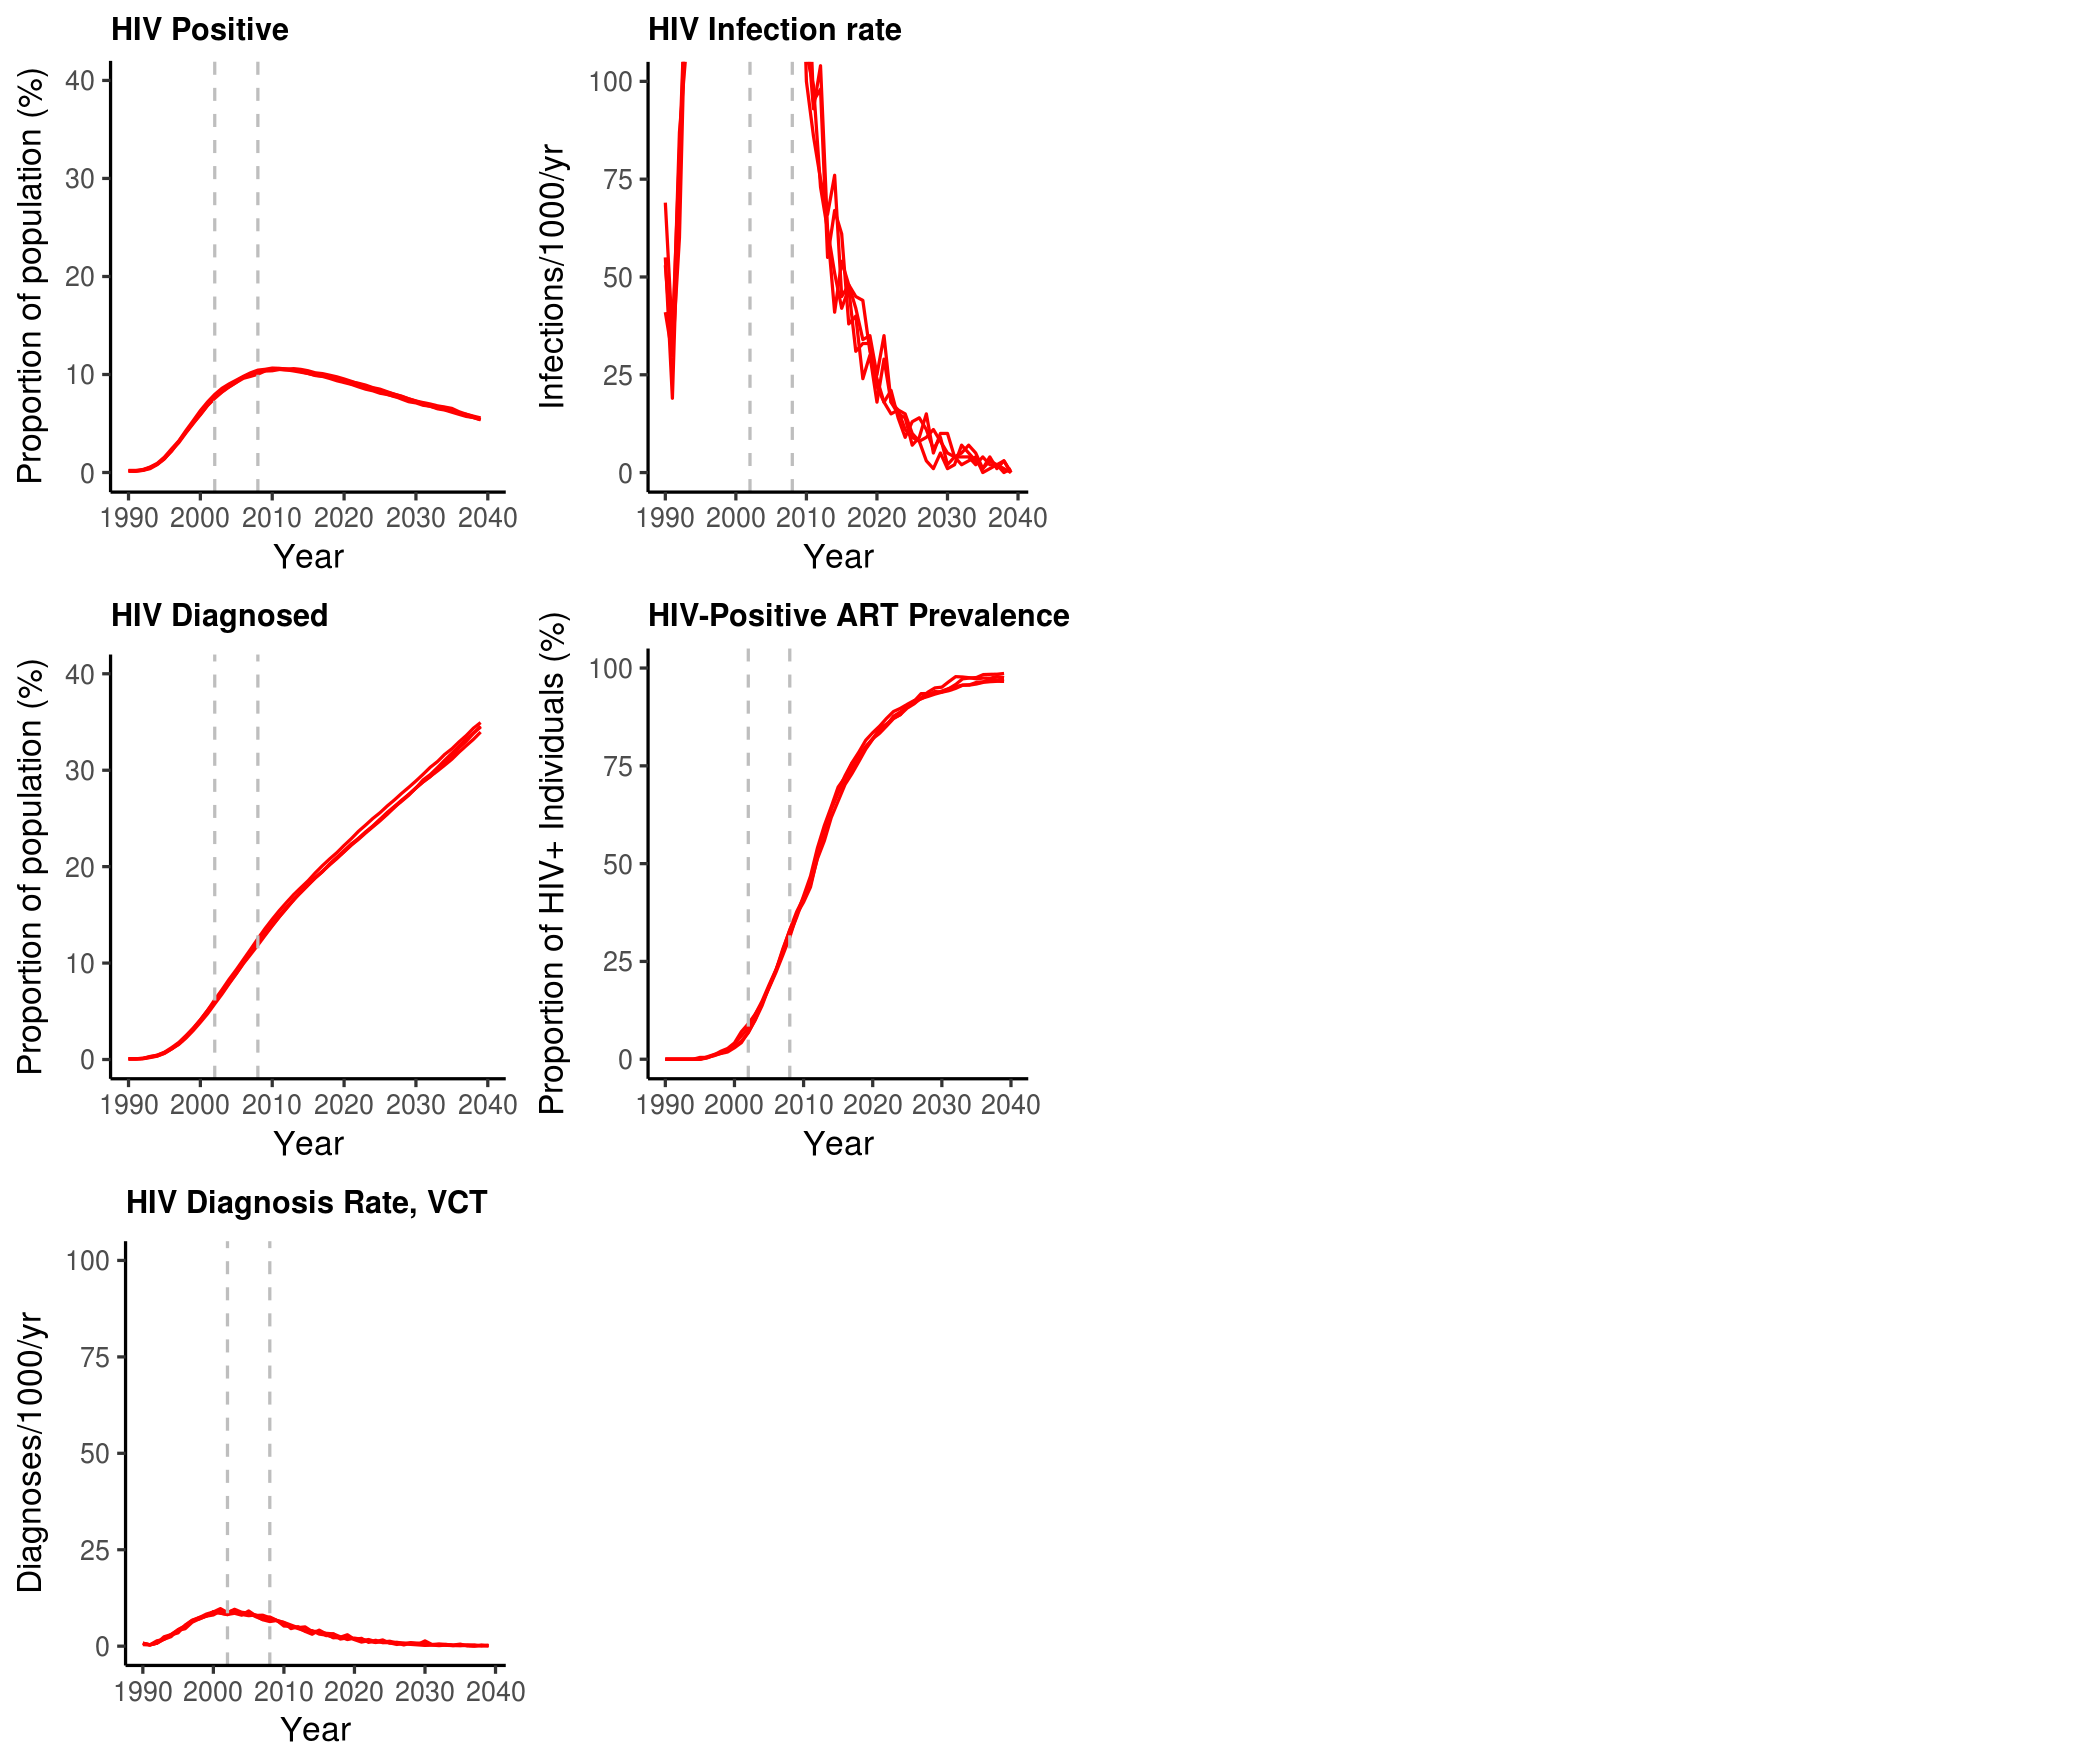 HIV Positive
Proportion of population (%)
40
30
20
10
0
1990 2000 2010 2020 2030 2040
Year
HIV Infection rate
Infections/1000/yr
100
75
50
25
0
1990 2000 2010 2020 2030 2040
Year
HIV Diagnosed
Proportion of population (%)
40
30
20
10
0
1990 2000 2010 2020 2030 2040
Year
HIV-Positive ART Prevalence
Proportion of HIV+ Individuals (%)
100
75
50
25
0
1990 2000 2010 2020 2030 2040
Year
HIV Diagnosis Rate, VCT
Diagnoses/1000/yr
100
75
50
25
0
1990 2000 2010 2020 2030 2040
Year